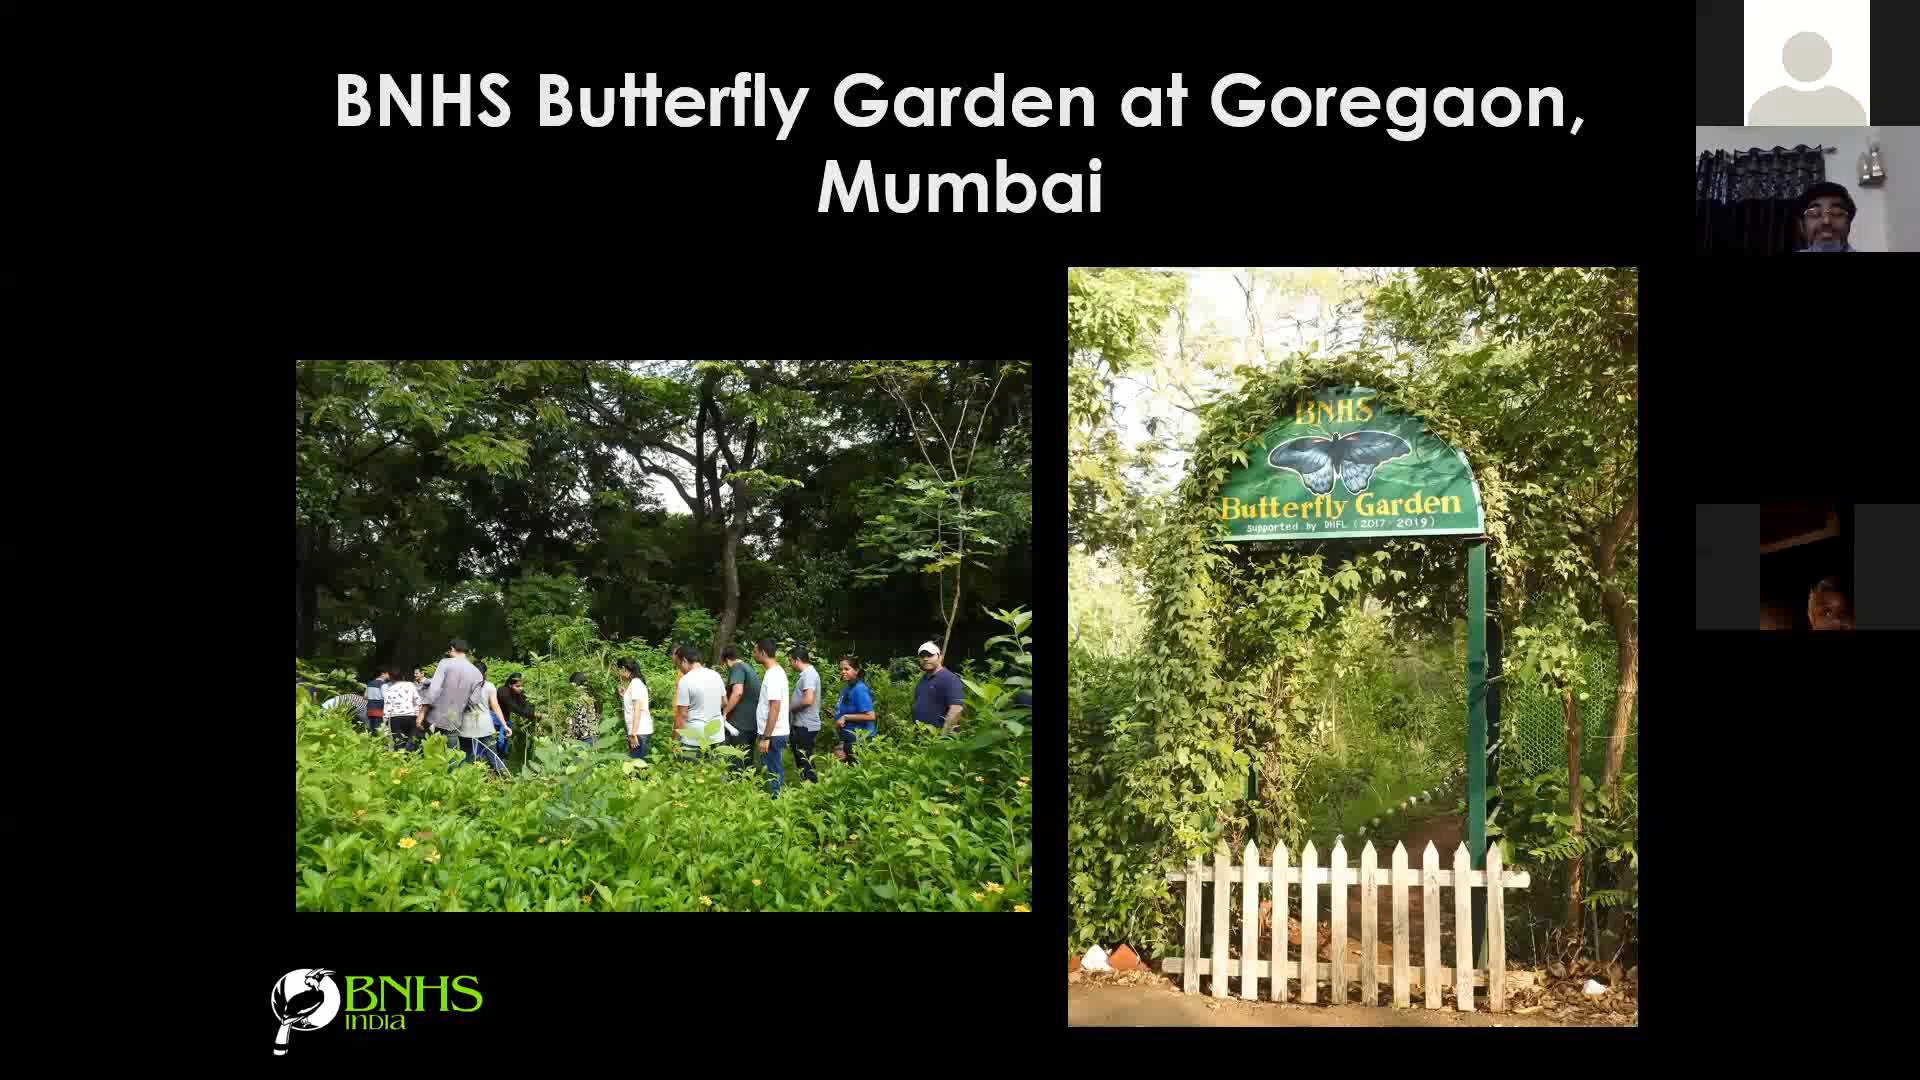 BNHS Butterfly Garden at Goregaon,
Mumbai
BNHS
Butterfly Garden
supported by DHFL (2017-2019)
BNHS
INDIA